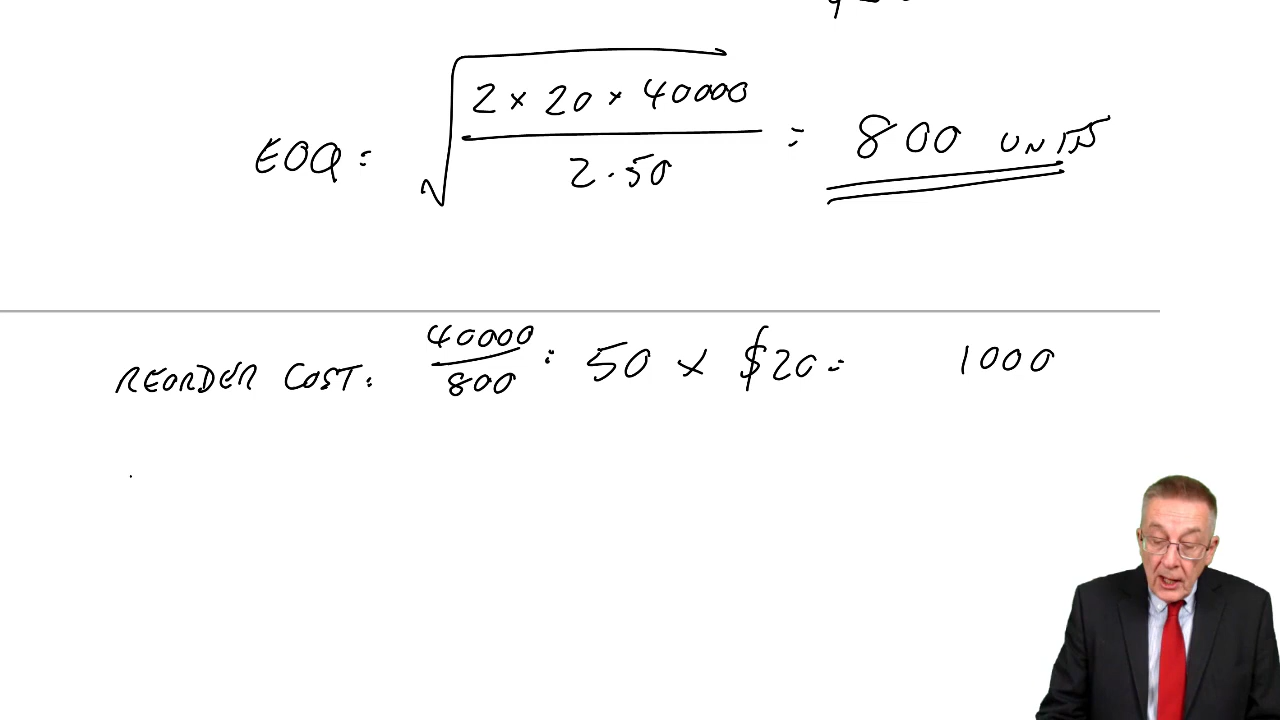 EOQ = √ 2 × 20 × 40000 / 2.50 = 800 UNITS
REORDER COST: 40000 / 800 = 50 × $20 = 1000